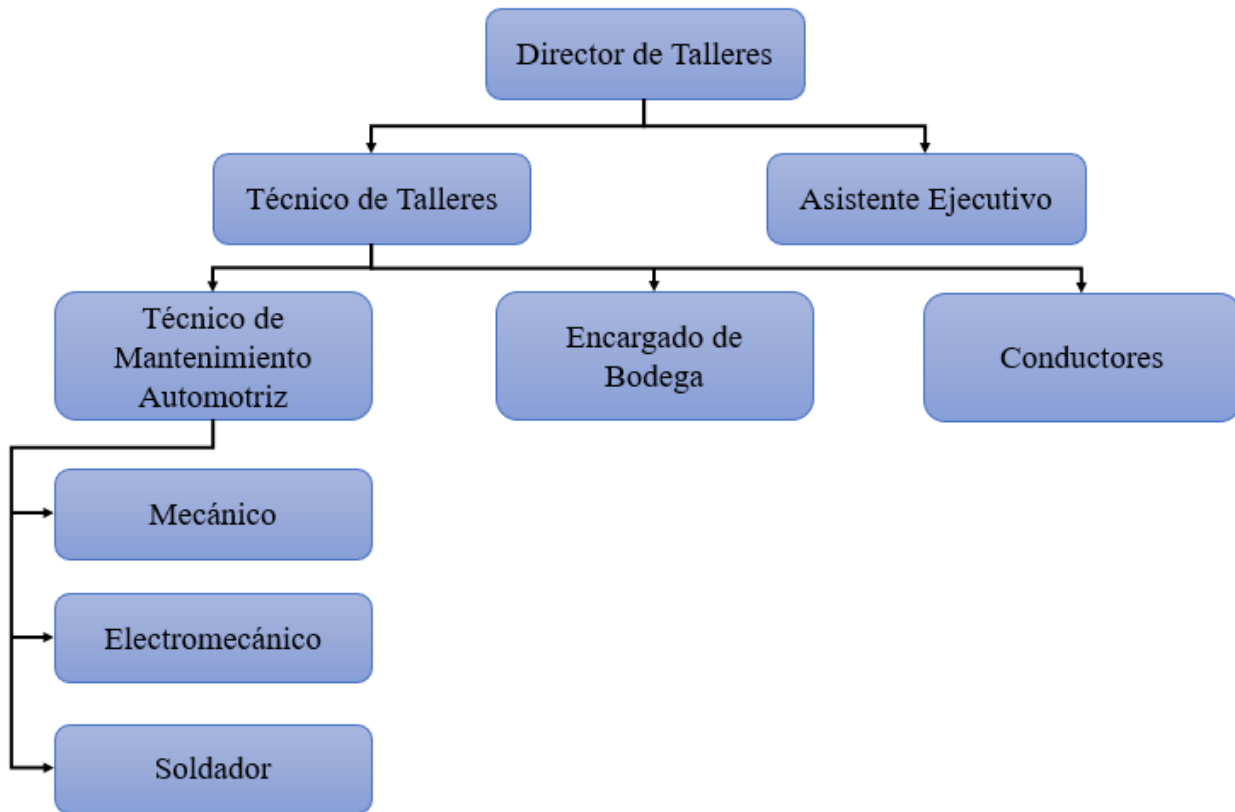 Director de Talleres
Técnico de Talleres
Asistente Ejecutivo
Técnico de
Mantenimiento
Automotriz
Encargado de
Bodega
Conductores
Mecánico
Electromecánico
Soldador